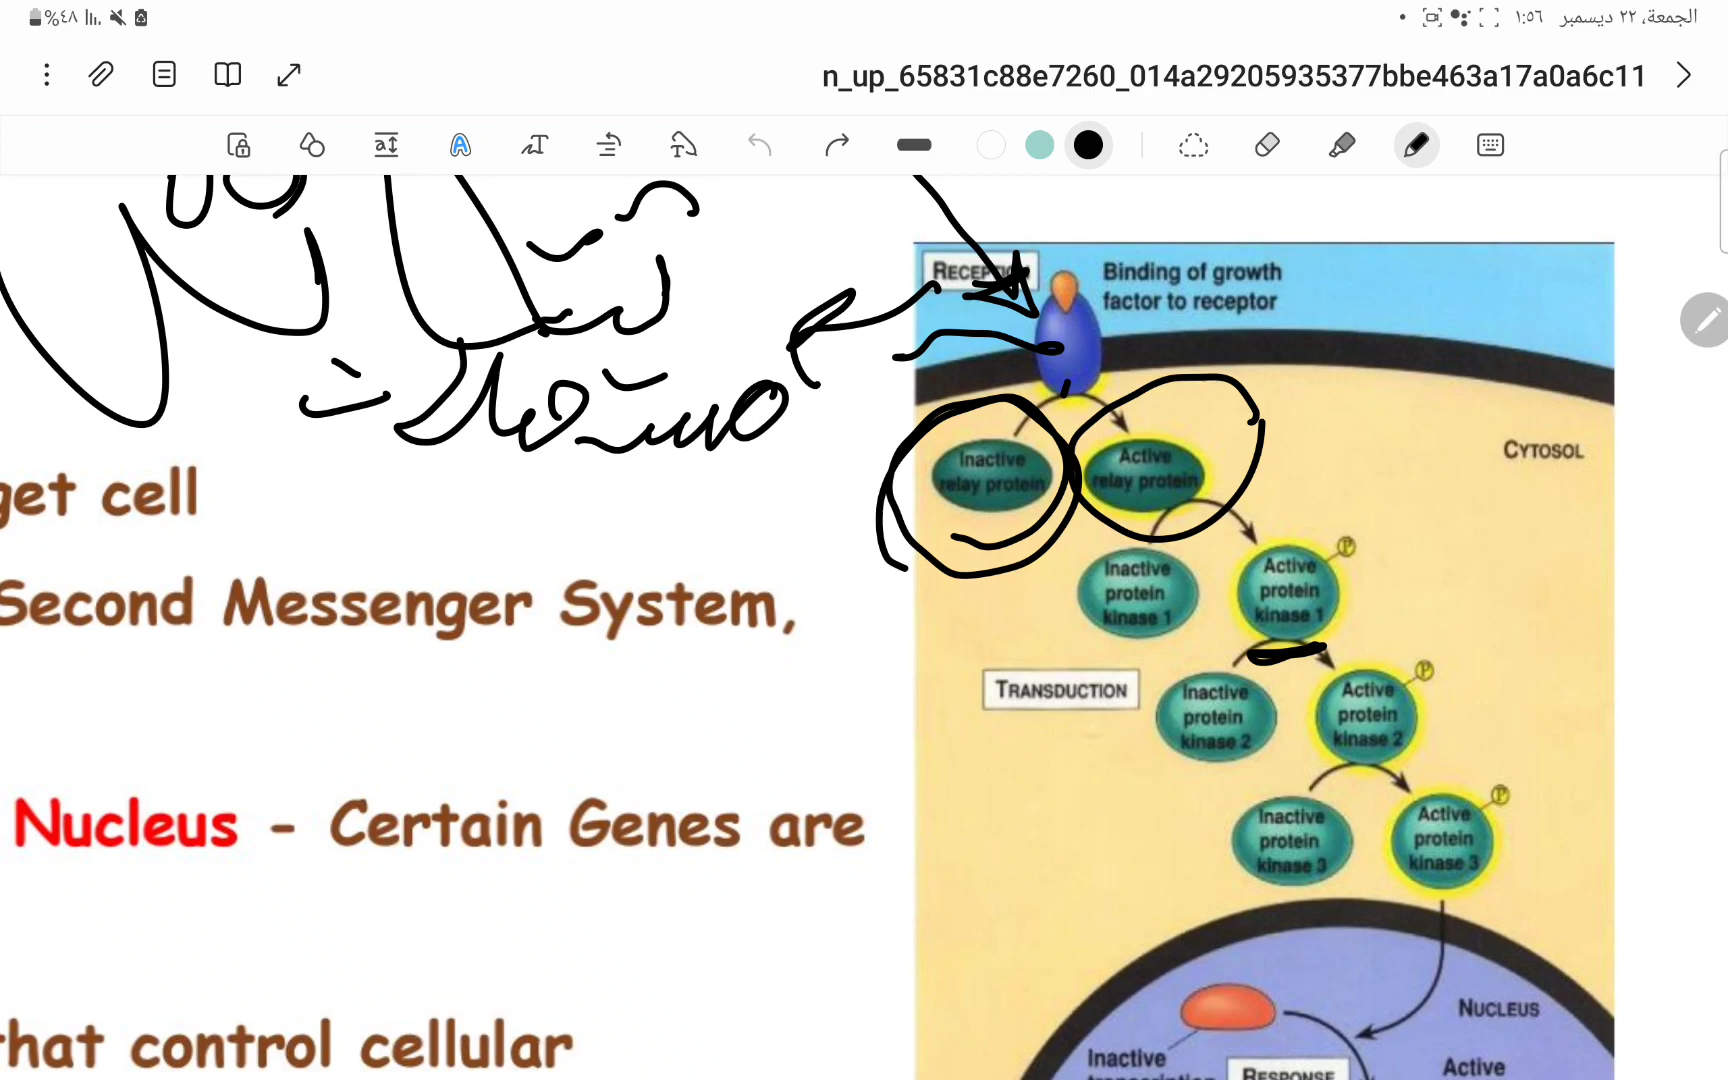 %٤٨
الجمعة، ٢٢ ديسمبر ١:٥٦
n_up_65831c88e7260_014a29205935377bbe463a17a0a6c11
مستقبلات
get cell
Second Messenger System,
Nucleus - Certain Genes are
that control cellular
RECEPTION
Binding of growth
factor to receptor
CYTOSOL
Inactive
relay protein
Active
relay protein
Inactive
protein
kinase 1
Active
protein
kinase 1
P
TRANSDUCTION
Inactive
protein
kinase 2
Active
protein
kinase 2
P
Inactive
protein
kinase 3
Active
protein
kinase 3
P
NUCLEUS
Inactive
RESPONSE
Active